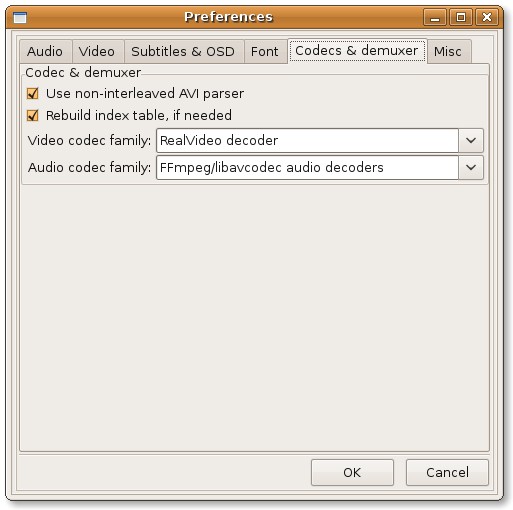 Preferences
Audio Video Subtitles & OSD Font Codecs & demuxer Misc
Codec & demuxer
Use non-interleaved AVI parser
Rebuild index table, if needed
Video codec family: RealVideo decoder
Audio codec family: FFmpeg/libavcodec audio decoders
OK Cancel